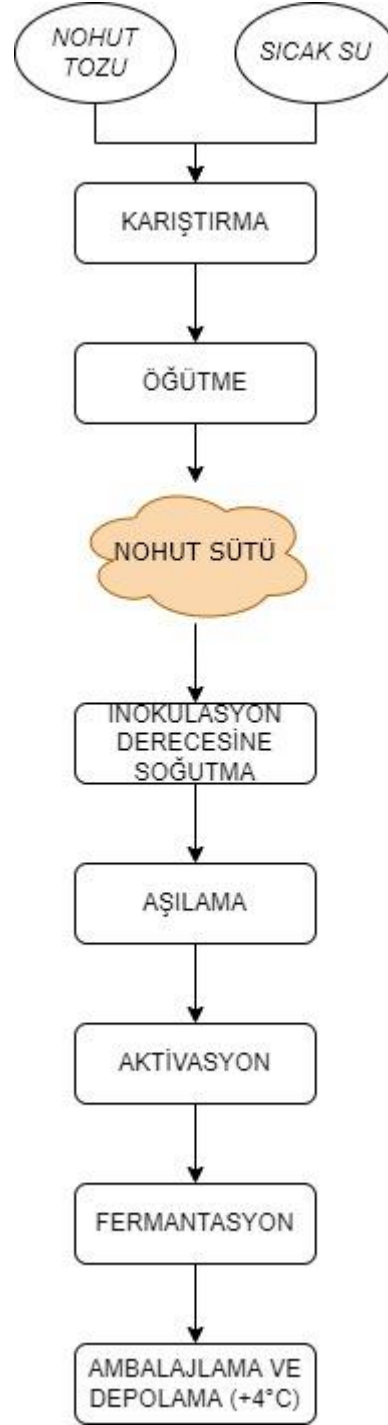 NOHUT
TOZU
SICAK SU
KARIŞTIRMA
ÖĞÜTME
NOHUT SÜTÜ
INOKULASYON
DERECESİNE
SOĞUTMA
AŞILAMA
AKTİVASYON
FERMANTASYON
AMBALAJLAMA VE
DEPOLAMA (+4°C)